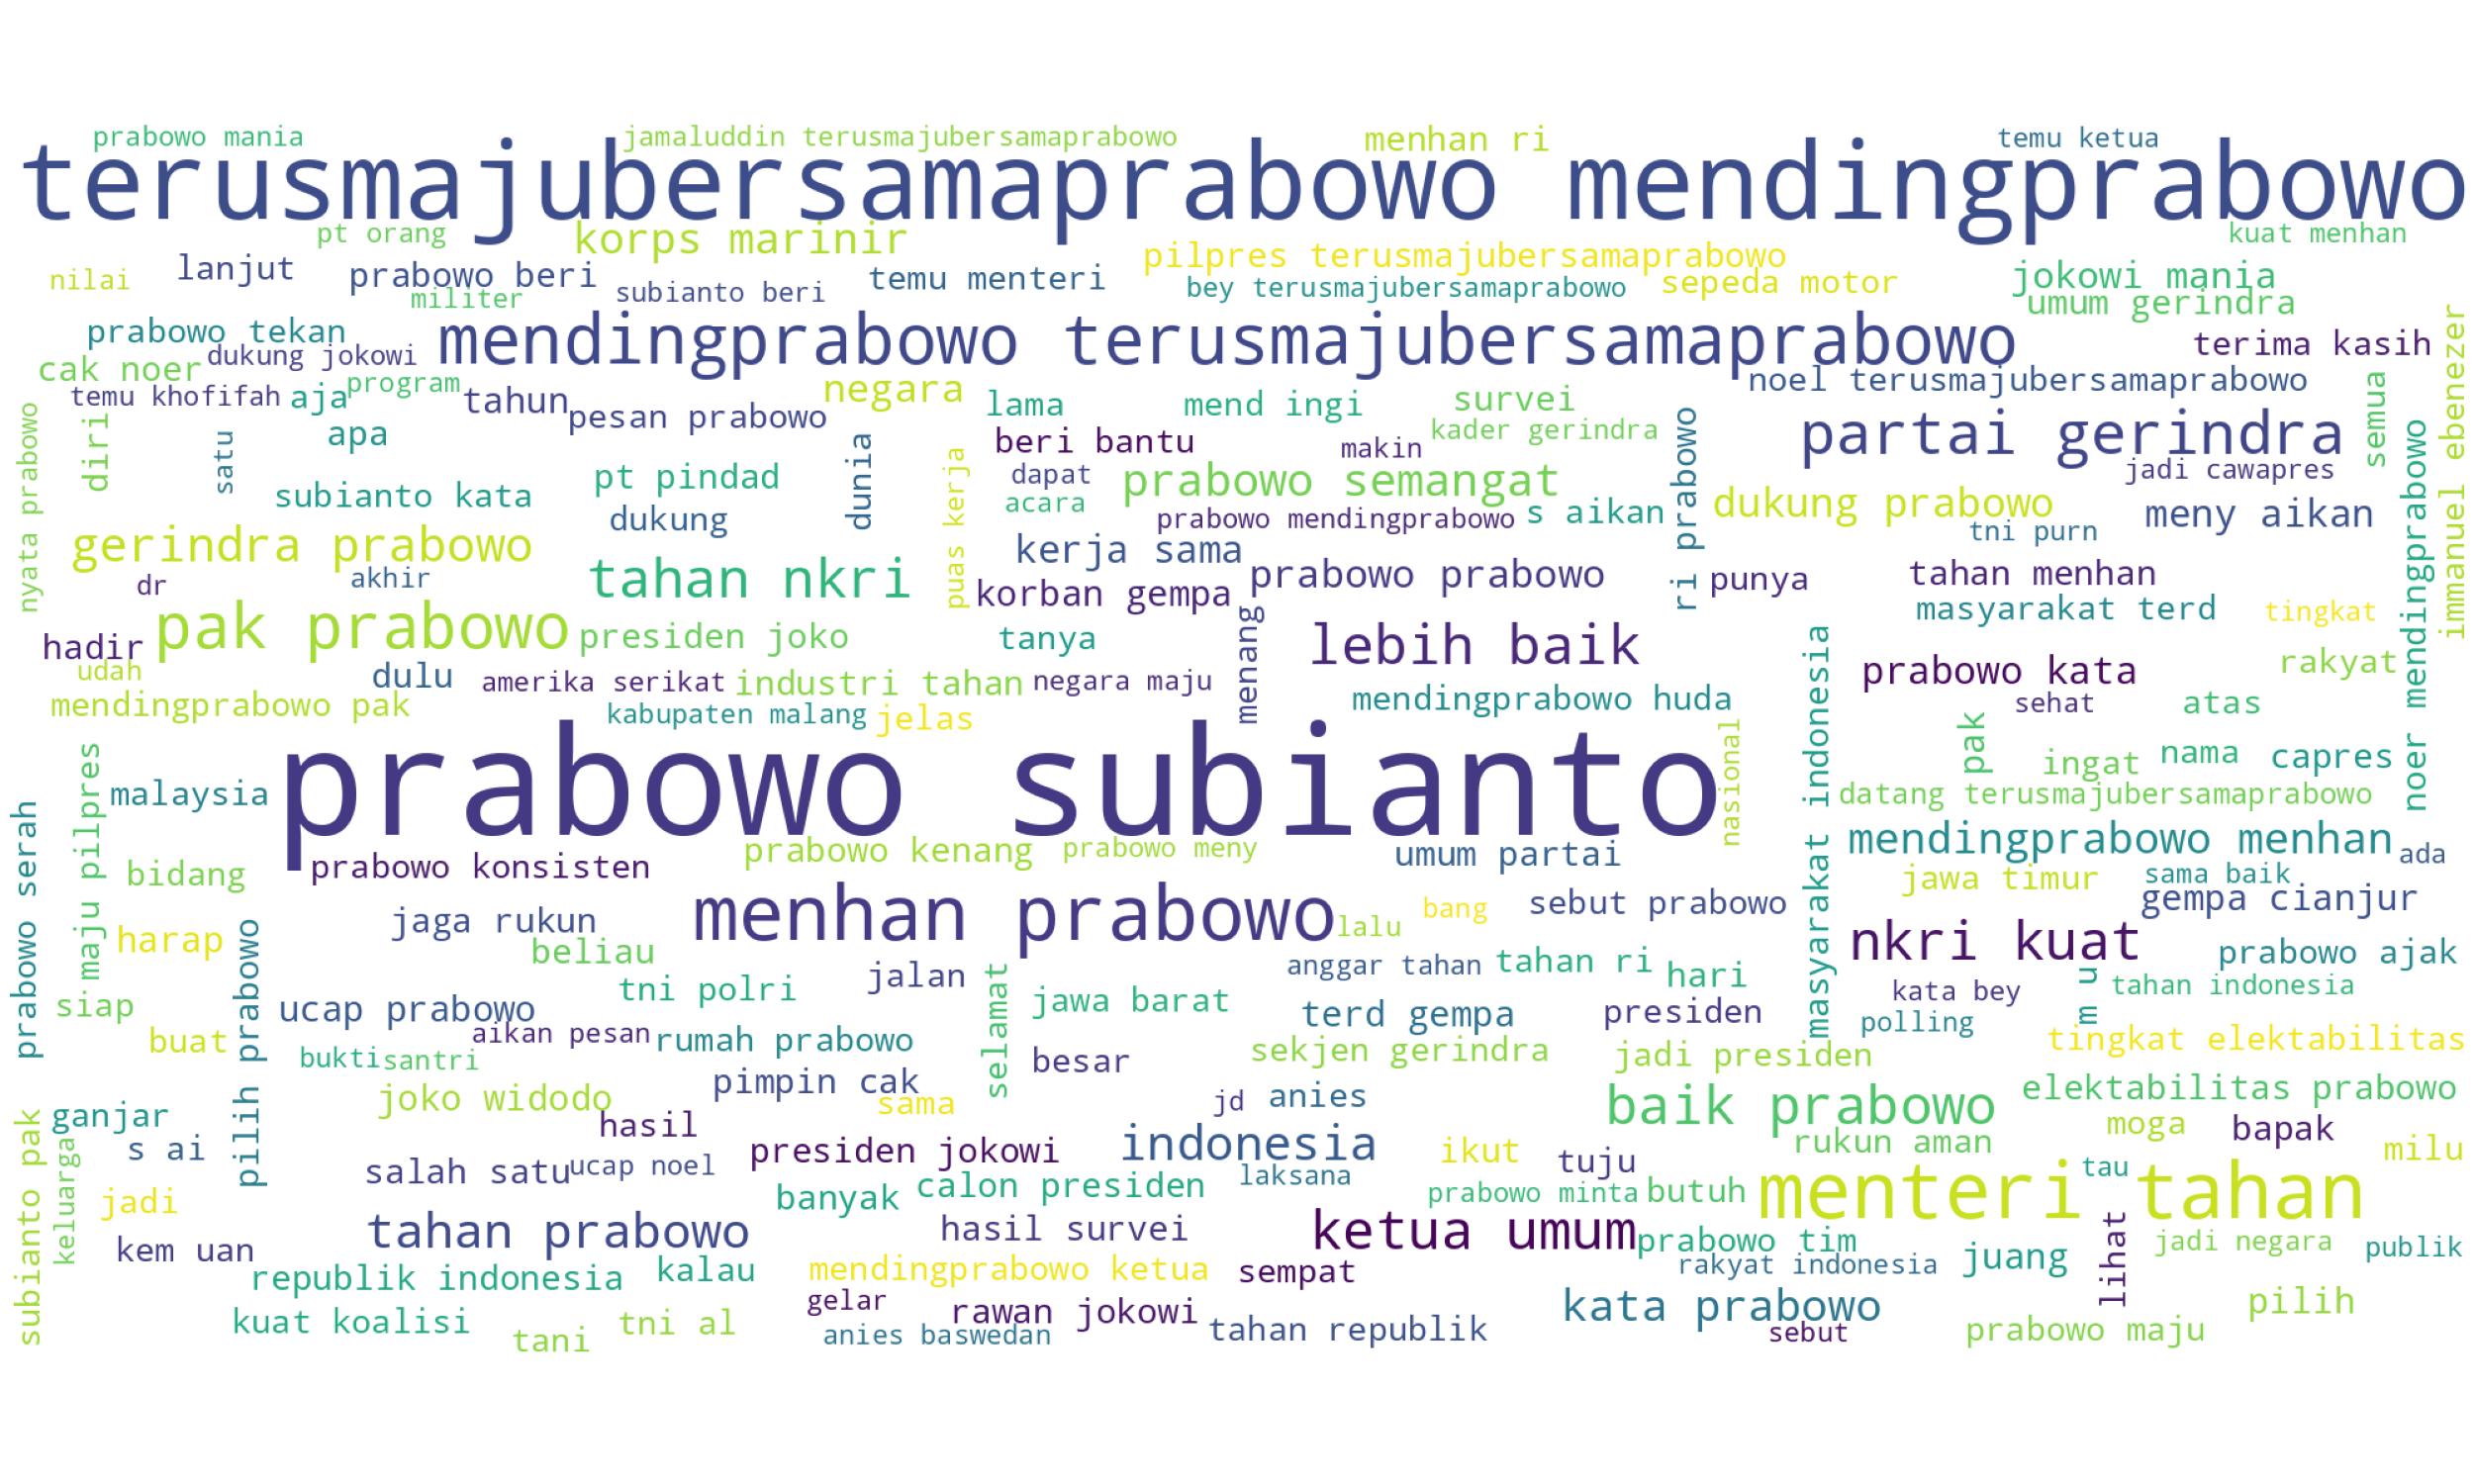 prabowo mania
jamaluddin terusmajubersamaprabowo
menhan ri
temu ketua
terusmajubersamaprabowo mendingprabowo
pt orang
korps marinir
kuat menhan
pilpres terusmajubersamaprabowo
nilai
lanjut
prabowo beri
temu menteri
jokowi mania
militer
subianto beri
bey terusmajubersamaprabowo
sepeda motor
umum gerindra
prabowo tekan
mendingprabowo terusmajubersamaprabowo
terima kasih
immanuel ebenezer
cak noer
dukung jokowi
noel terusmajubersamaprabowo
temu khofifah
aja
program
tahun
negara
lama
mend ingi
survei
semua
pesan prabowo
nyata prabowo
diri
satu
apa
dunia
beri bantu
makin
kader gerindra
ri prabowo
partai gerindra
noer mendingprabowo
subianto kata
pt pindad
puas kerja
dapat
prabowo semangat
jadi cawapres
acara
dukung
prabowo mendingprabowo
s aikan
dukung prabowo
meny aikan
tni purn
gerindra prabowo
kerja sama
dr
akhir
tahan nkri
korban gempa
prabowo prabowo
punya
tahan menhan
masyarakat terd
tingkat
hadir
pak prabowo
presiden joko
tanya
menang
lebih baik
masyarakat indonesia
udah
dulu
amerika serikat
industri tahan
negara maju
prabowo kata
rakyat
mendingprabowo pak
kabupaten malang
jelas
mendingprabowo huda
sehat
atas
prabowo subianto
nasional
pak
ingat
nama
capres
maju pilpres
malaysia
datang terusmajubersamaprabowo
prabowo serah
bidang
prabowo konsisten
prabowo kenang
prabowo meny
umum partai
mendingprabowo menhan
ada
jawa timur
sama baik
gempa cianjur
harap
pilih prabowo
jaga rukun
menhan prabowo
lalu
bang
sebut prabowo
beliau
nkri kuat
prabowo ajak
siap
tni polri
jalan
selamat
anggar tahan
tahan ri
hari
m u
kata bey
tahan indonesia
ucap prabowo
jawa barat
terd gempa
presiden
polling
buat
aikan pesan
rumah prabowo
bukti
santri
besar
sekjen gerindra
jadi presiden
tingkat elektabilitas
joko widodo
pimpin cak
sama
jd
anies
baik prabowo
elektabilitas prabowo
ganjar
hasil
moga
bapak
s ai
presiden jokowi
indonesia
ikut
rukun aman
milu
subianto pak
keluarga
salah satu
ucap noel
laksana
tuju
tau
jadi
banyak
calon presiden
prabowo minta
butuh
menteri tahan
kem uan
tahan prabowo
hasil survei
ketua umum
prabowo tim
lihat
jadi negara
publik
republik indonesia
kalau
mendingprabowo ketua
sempat
rakyat indonesia
juang
kuat koalisi
tani
tni al
gelar
rawan jokowi
kata prabowo
pilih
anies baswedan
tahan republik
sebut
prabowo maju